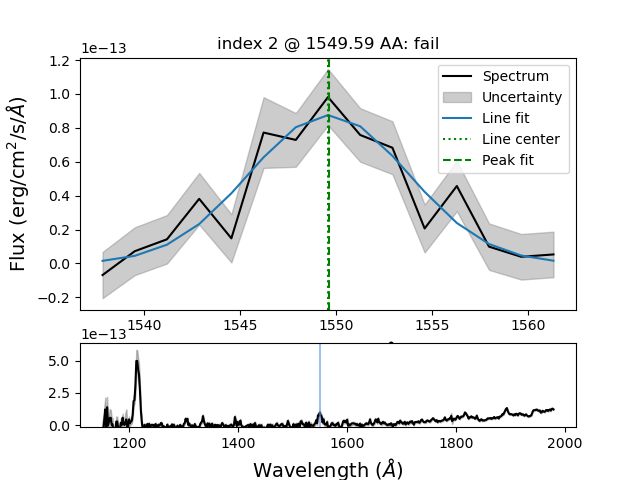 index 2 @ 1549.59 AA: fail
1e−13
1.2
1.0
0.8
0.6
0.4
0.2
0.0
−0.2
Flux (erg/cm²/s/Å)
Spectrum
Uncertainty
Line fit
Line center
Peak fit
1540 1545 1550 1555 1560
1e−13
5.0
2.5
0.0
1200 1400 1600 1800 2000
Wavelength (Å)